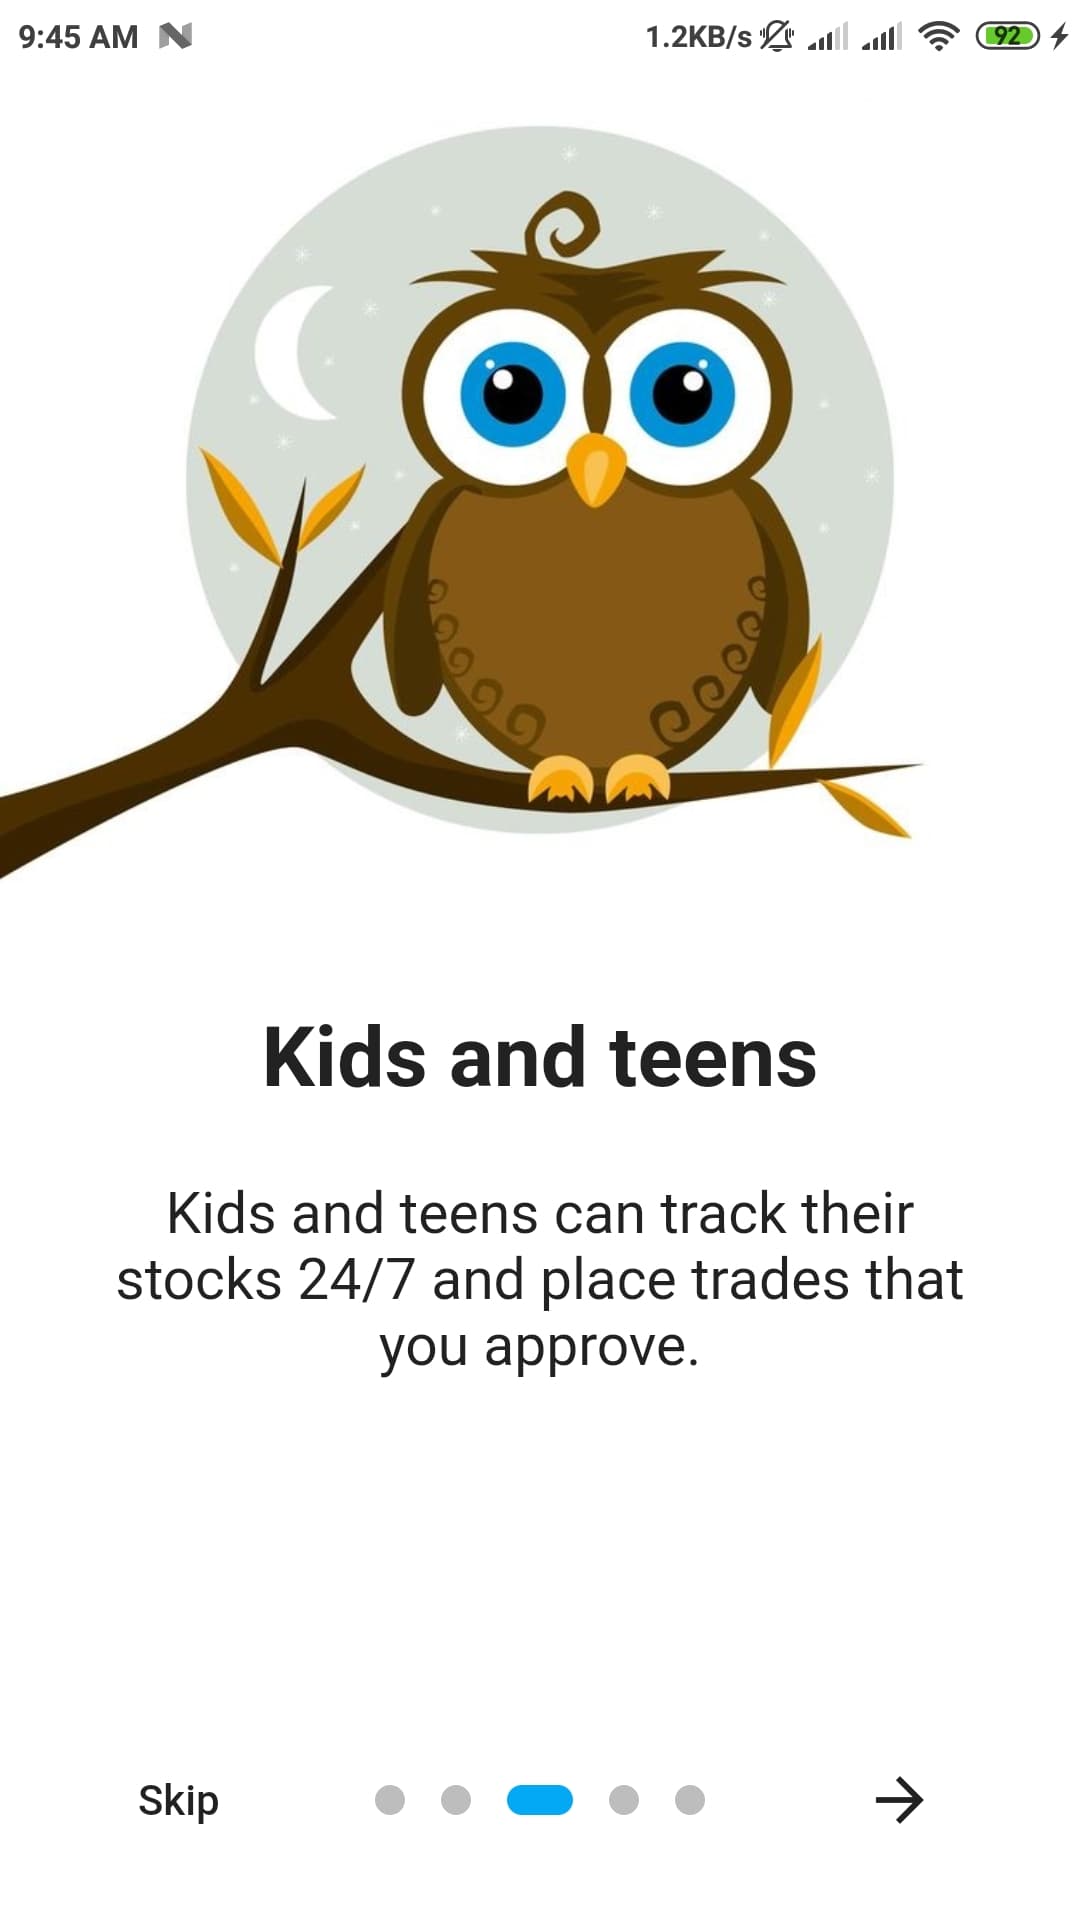 9:45 AM
1.2KB/s
92
Kids and teens
Kids and teens can track their
stocks 24/7 and place trades that
you approve.
Skip